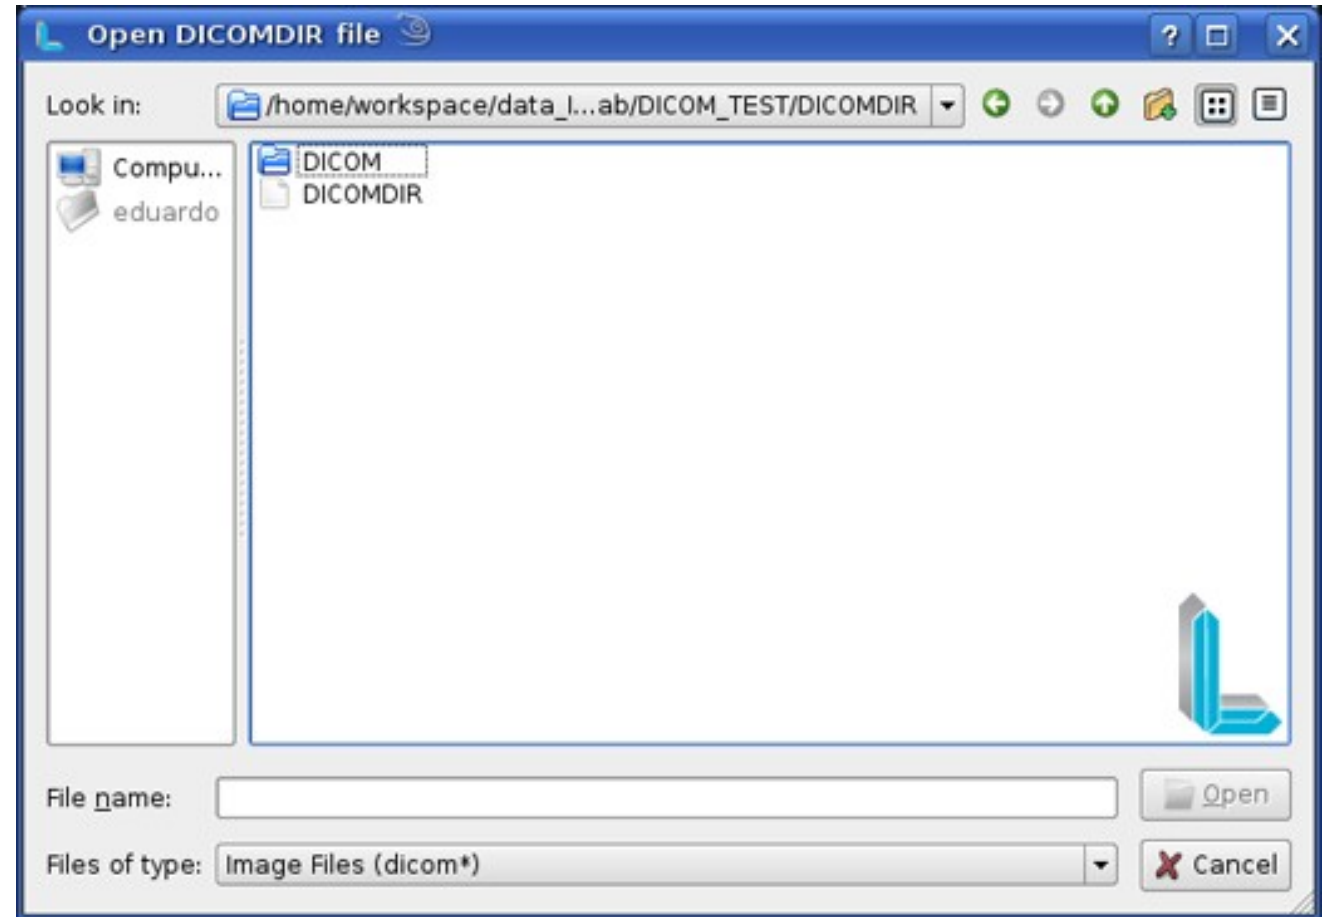 Open DICOMDIR file
Look in: /home/workspace/data_l...ab/DICOM_TEST/DICOMDIR
Compu...
eduardo
DICOM
DICOMDIR
File name:
Open
Files of type: Image Files (dicom*)
Cancel